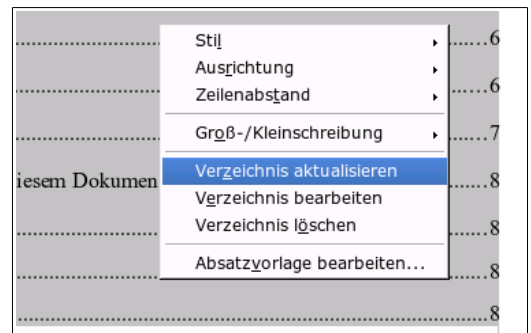 ........................ Stil ........6
........................ Ausrichtung
Zeilenabstand ........6
........................ Groß-/Kleinschreibung ........7
Verzeichnis aktualisieren
iesem Dokumen ........8
Verzeichnis bearbeiten
Verzeichnis löschen ........8
Absatzvorlage bearbeiten... ........8
........................8